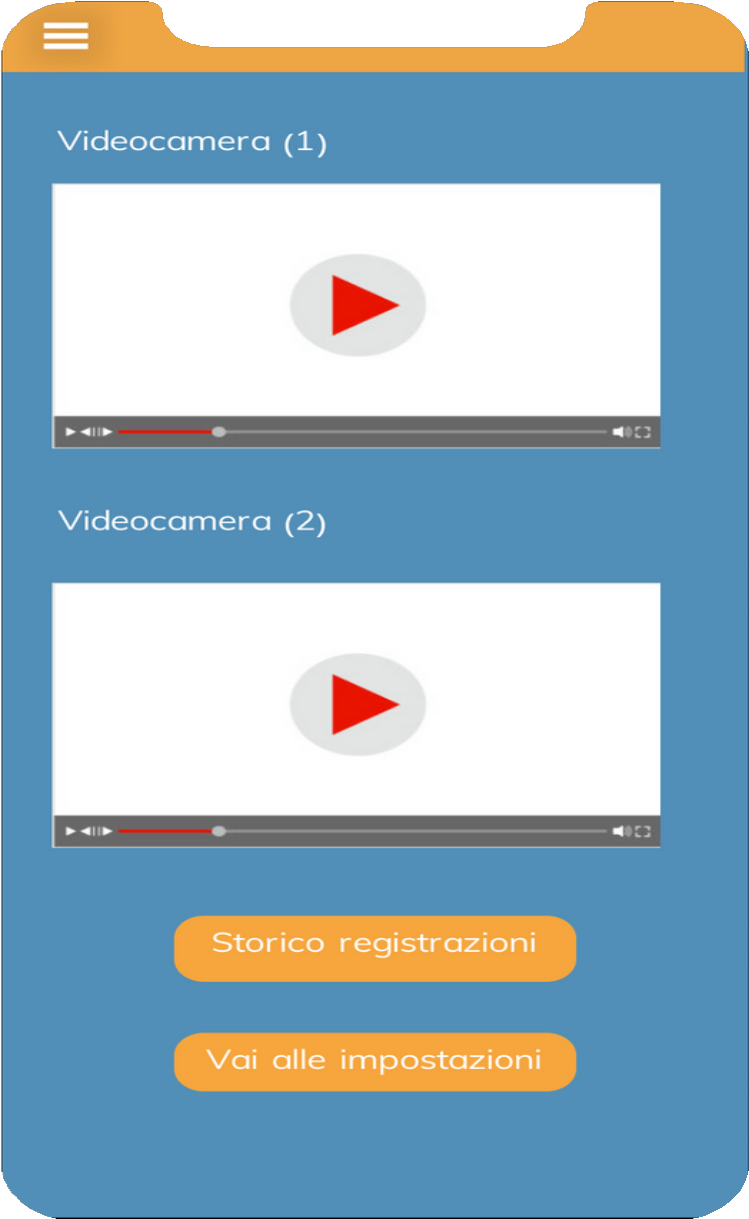 Videocamera (1)
Videocamera (2)
Storico registrazioni
Vai alle impostazioni